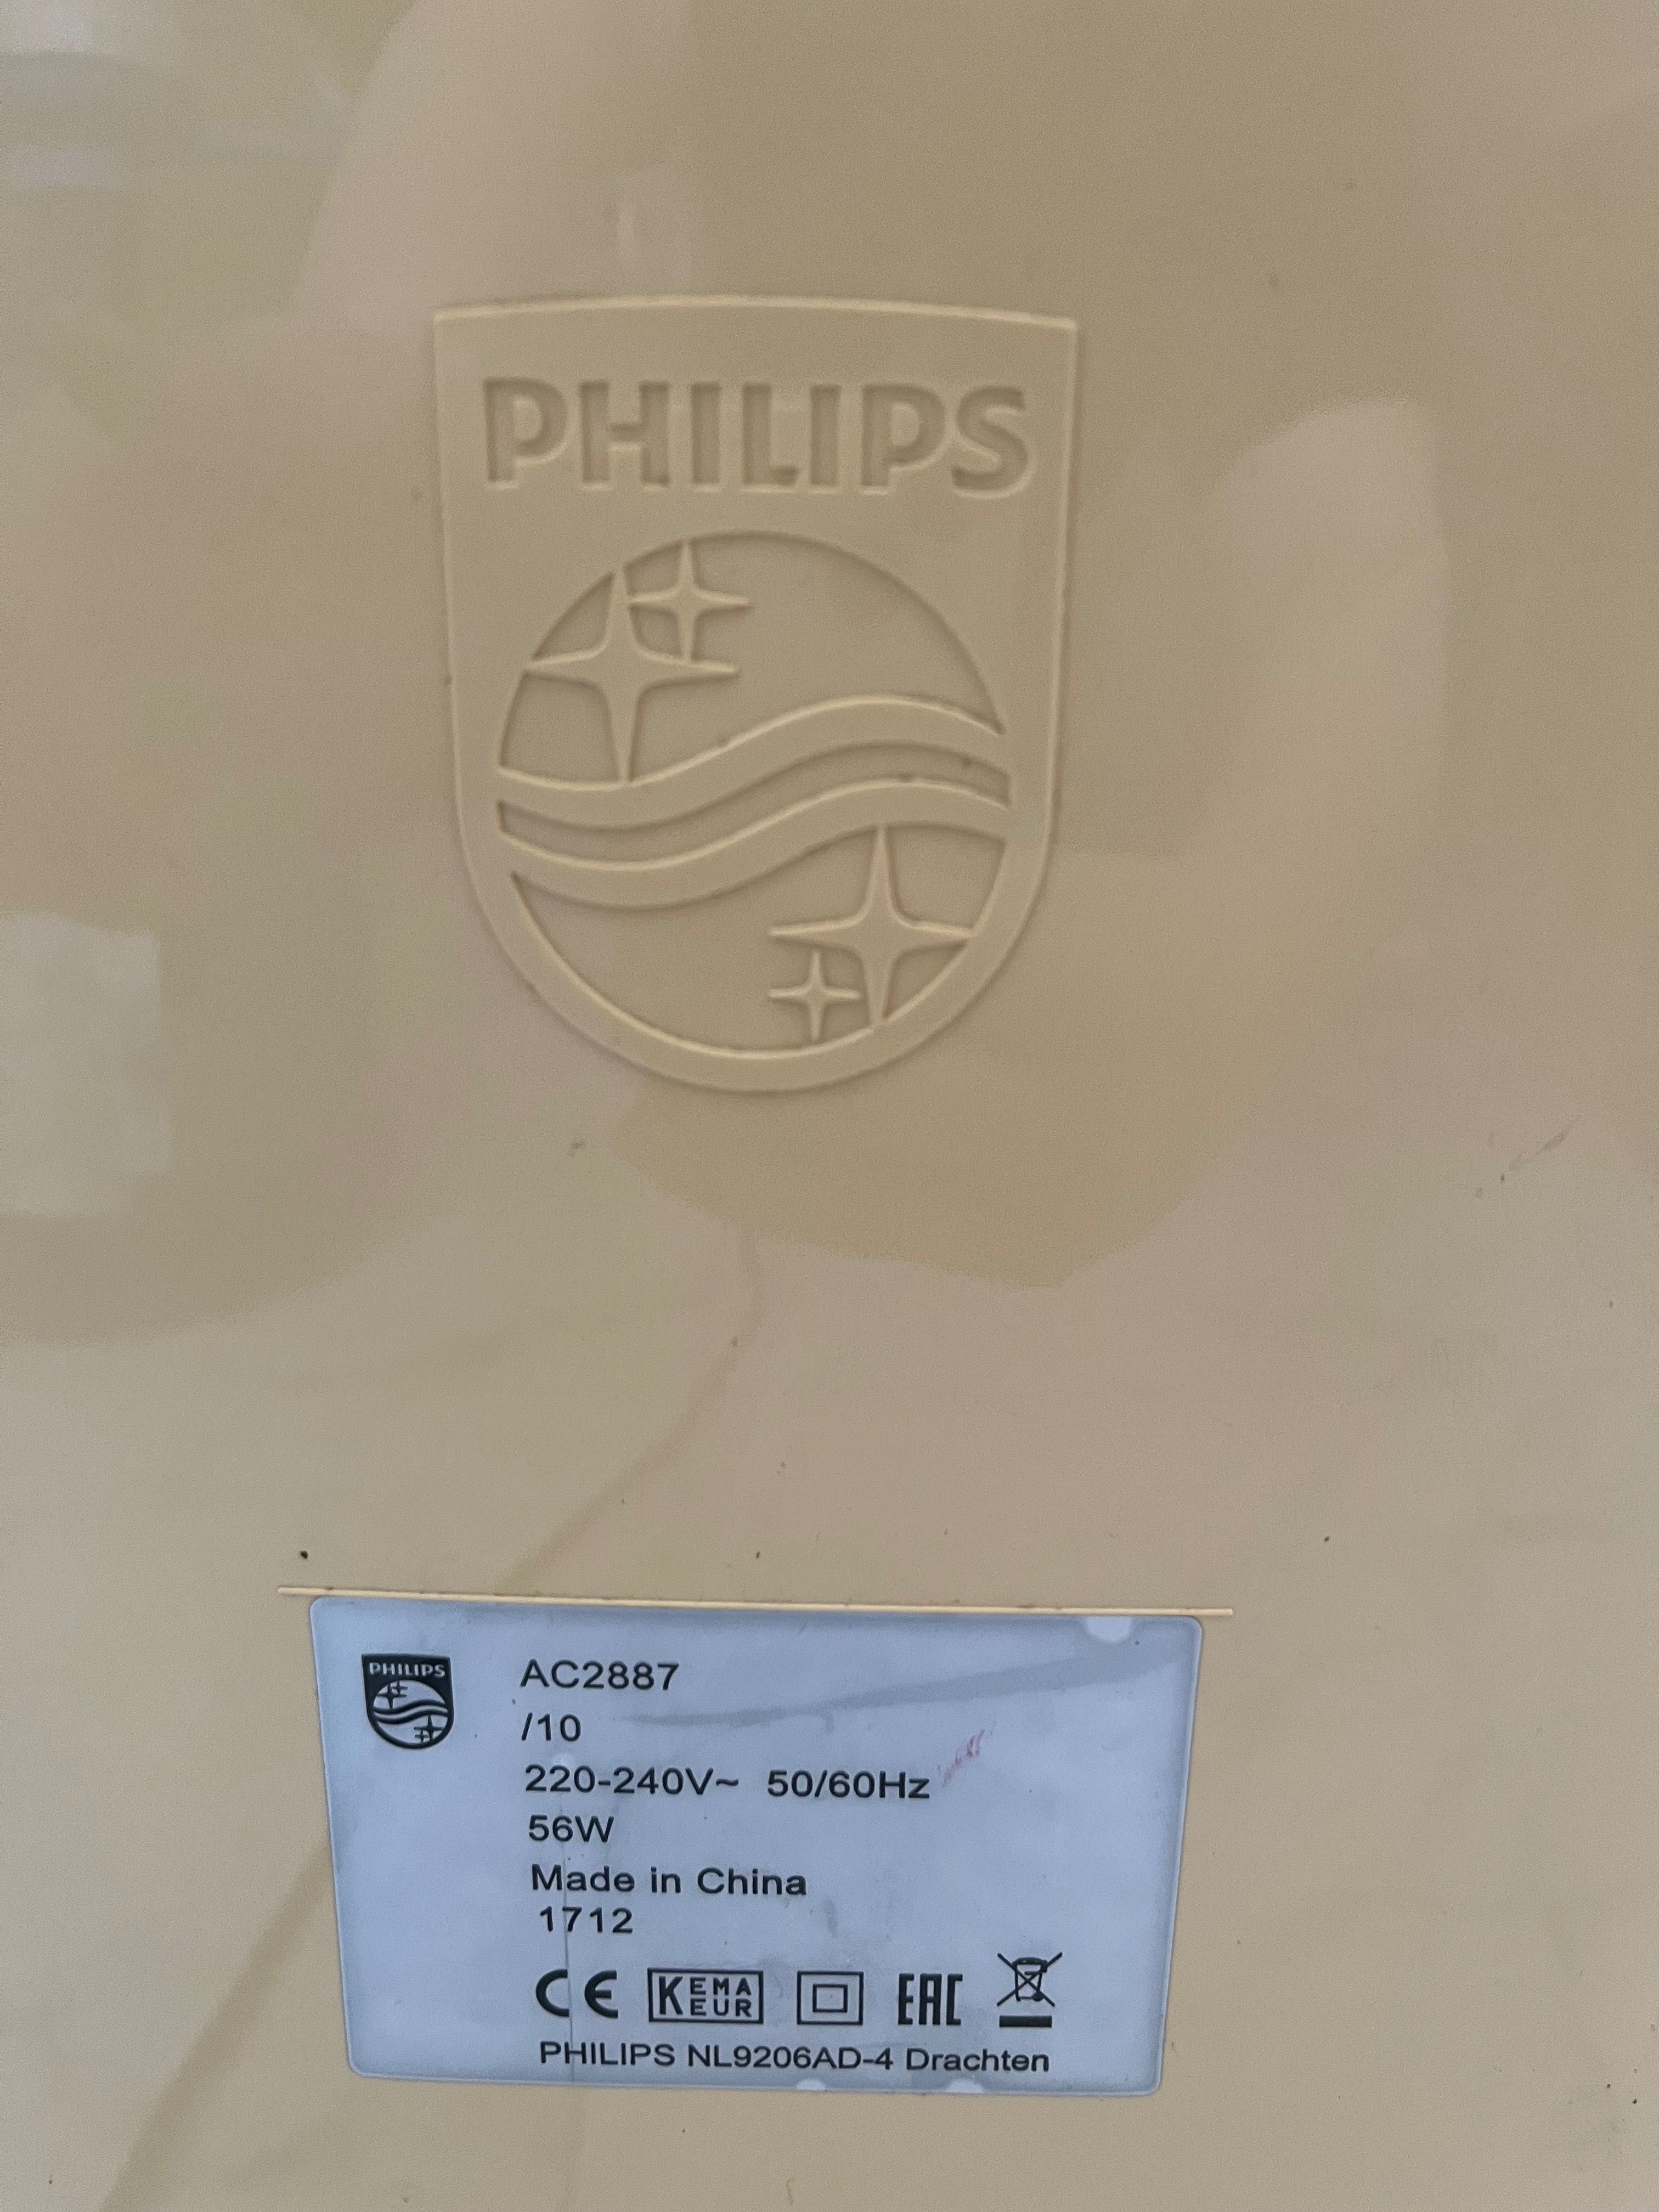 PHILIPS
PHILIPS
AC2887
/10
220-240V~ 50/60Hz
56W
Made in China
1712
CE KEMA EUR EAC
PHILIPS NL9206AD-4 Drachten